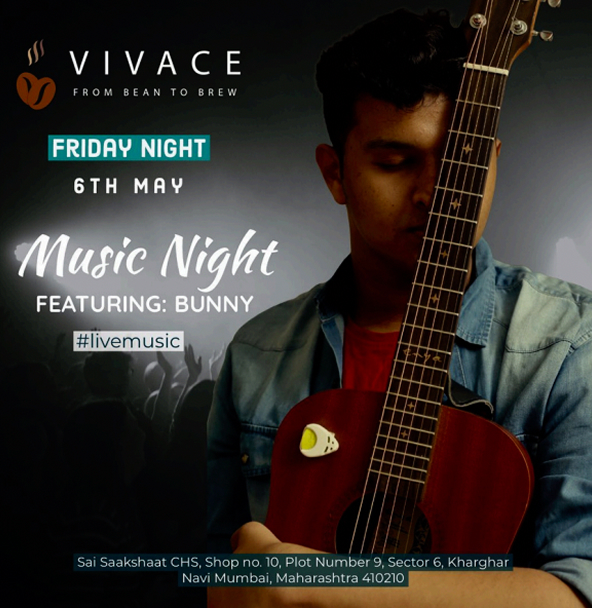 VIVACE
FROM BEAN TO BREW
FRIDAY NIGHT
6TH MAY
Music Night
FEATURING: BUNNY
#livemusic
Sai Saakshaat CHS, Shop no. 10, Plot Number 9, Sector 6, Kharghar
Navi Mumbai, Maharashtra 410210